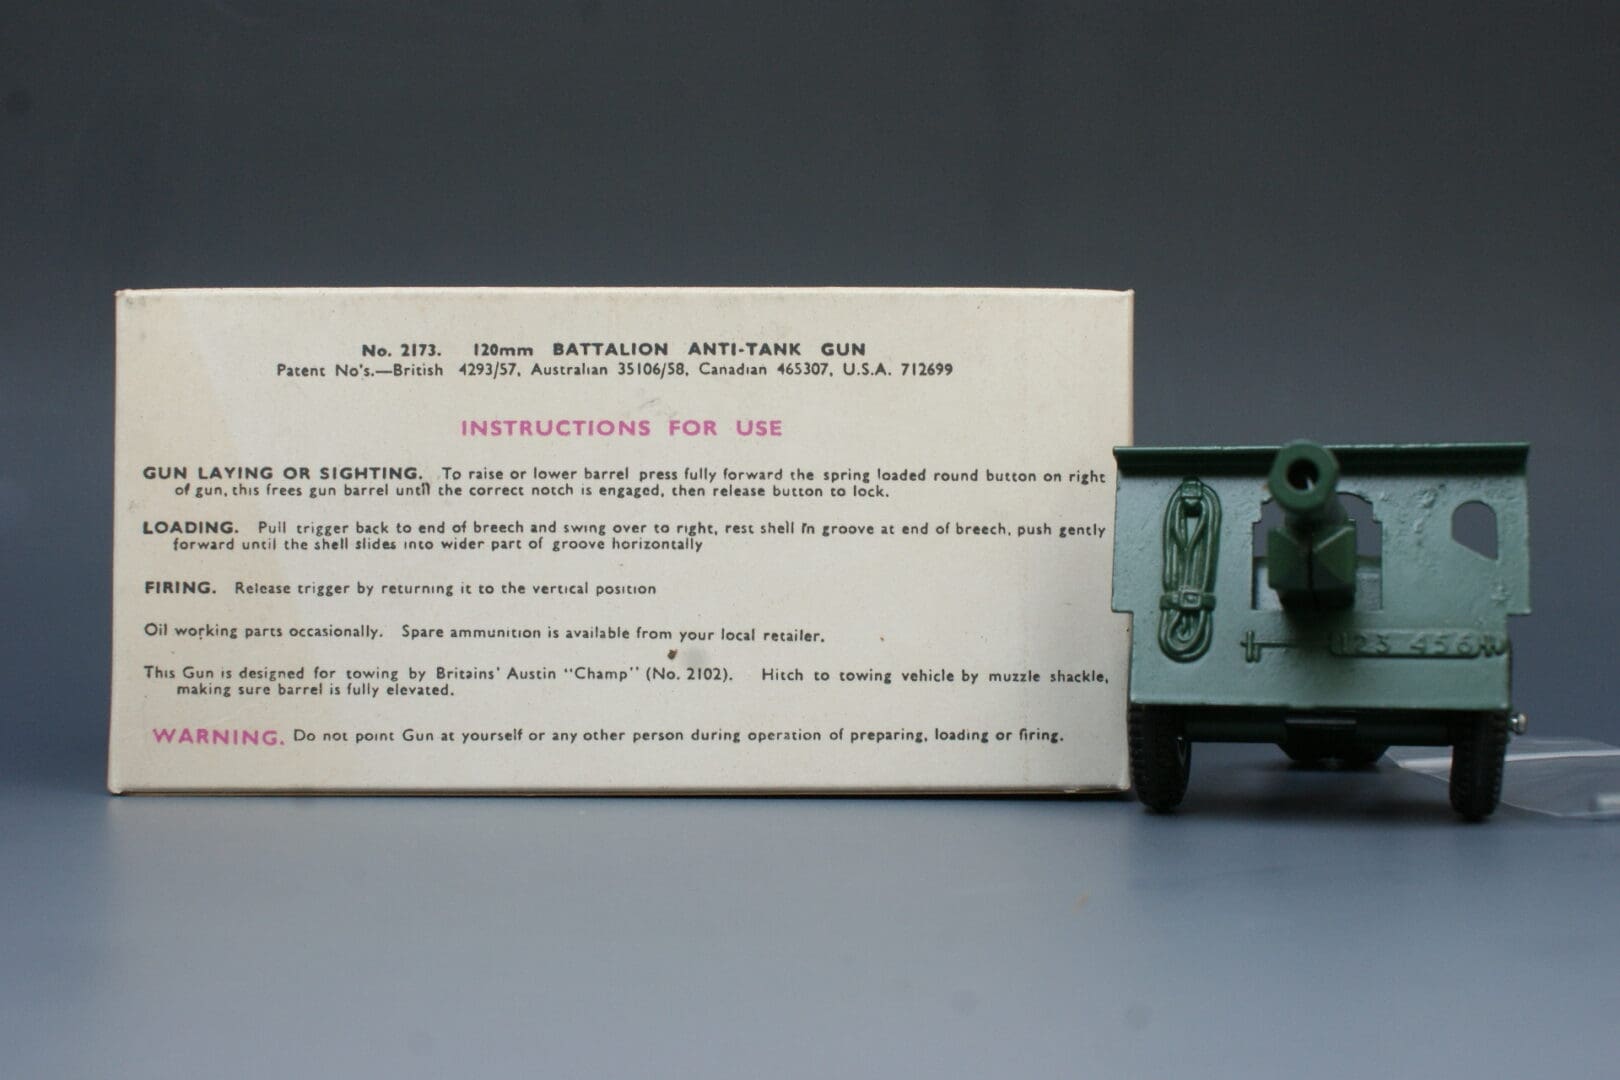 No. 2173. 120mm BATTALION ANTI-TANK GUN
Patent No's.—British 4293/57, Australian 35106/58, Canadian 465307, U.S.A. 712699
INSTRUCTIONS FOR USE
GUN LAYING OR SIGHTING. To raise or lower barrel press fully forward the spring loaded round button on right
of gun, this frees gun barrel until the correct notch is engaged, then release button to lock.
LOADING. Pull trigger back to end of breech and swing over to right, rest shell in groove at end of breech, push gently
forward until the shell slides into wider part of groove horizontally
FIRING. Release trigger by returning it to the vertical position
Oil working parts occasionally. Spare ammunition is available from your local retailer.
This Gun is designed for towing by Britains' Austin "Champ" (No. 2102). Hitch to towing vehicle by muzzle shackle,
making sure barrel is fully elevated.
WARNING. Do not point Gun at yourself or any other person during operation of preparing, loading or firing.
123 456